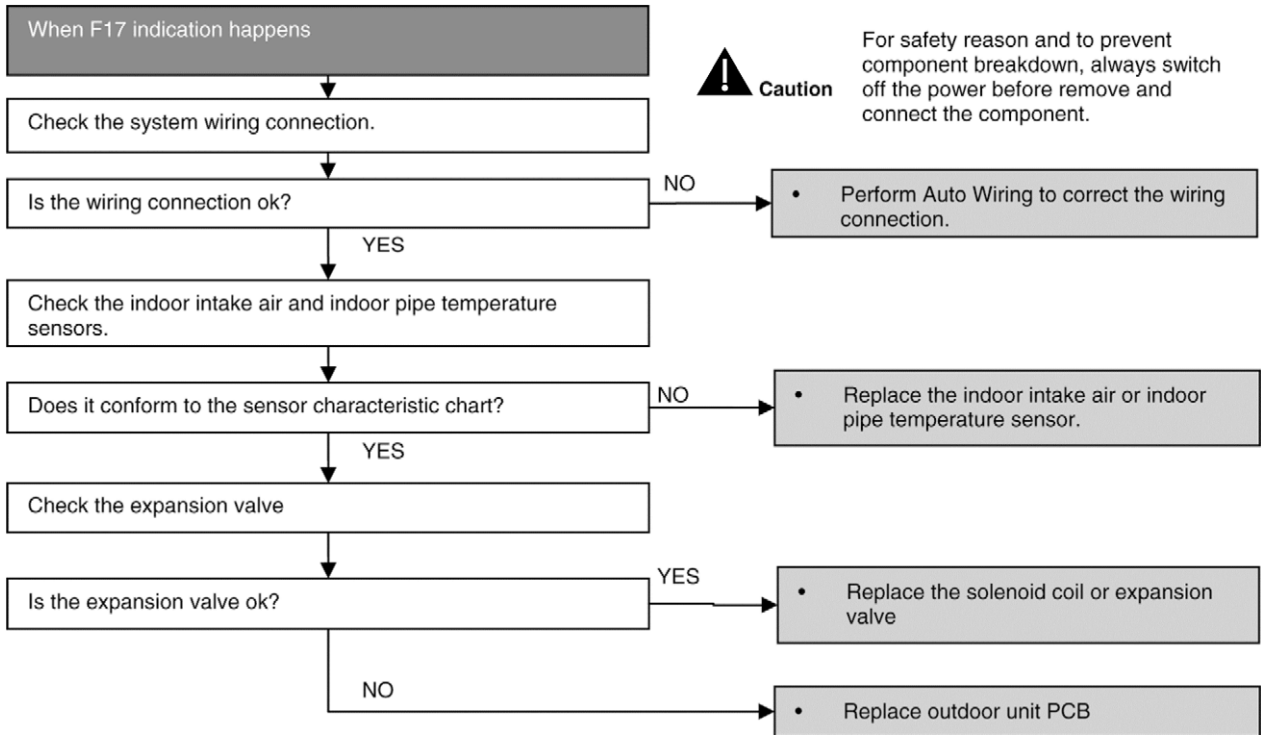 When F17 indication happens
Caution
For safety reason and to prevent
component breakdown, always switch
off the power before remove and
connect the component.
Check the system wiring connection.
Is the wiring connection ok?
NO
• Perform Auto Wiring to correct the wiring
connection.
YES
Check the indoor intake air and indoor pipe temperature
sensors.
Does it conform to the sensor characteristic chart?
NO
• Replace the indoor intake air or indoor
pipe temperature sensor.
YES
Check the expansion valve
Is the expansion valve ok?
YES
• Replace the solenoid coil or expansion
valve
NO
• Replace outdoor unit PCB